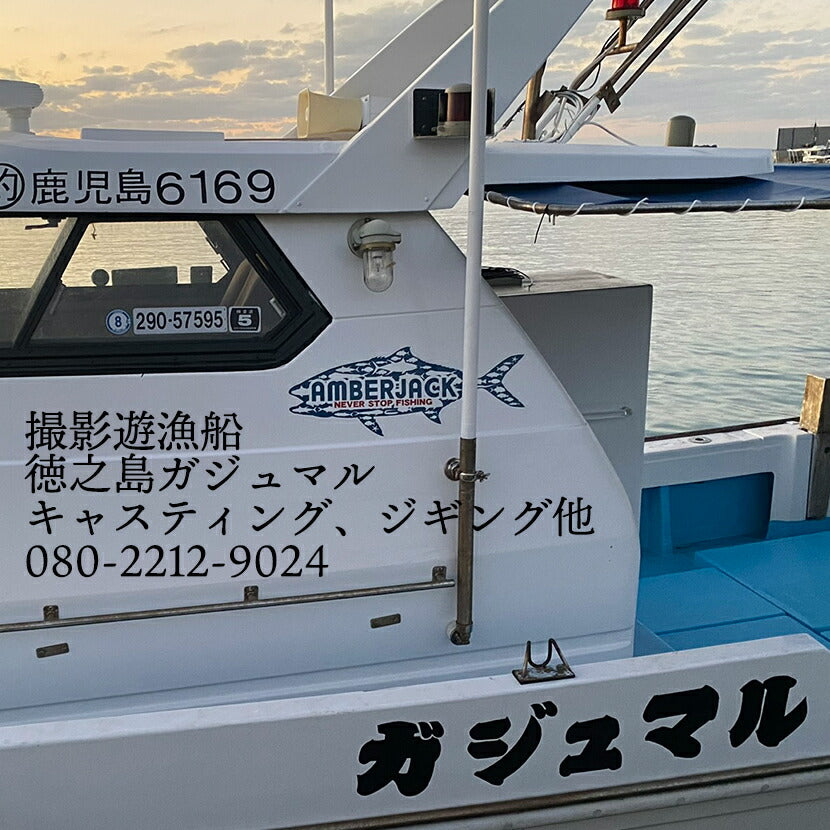 釣鹿児島6169
8 290-57595 5
AMBERJACK
NEVER STOP FISHING
撮影遊漁船
徳之島ガジュマル
キャスティング、ジギング他
080-2212-9024
ガジュマル